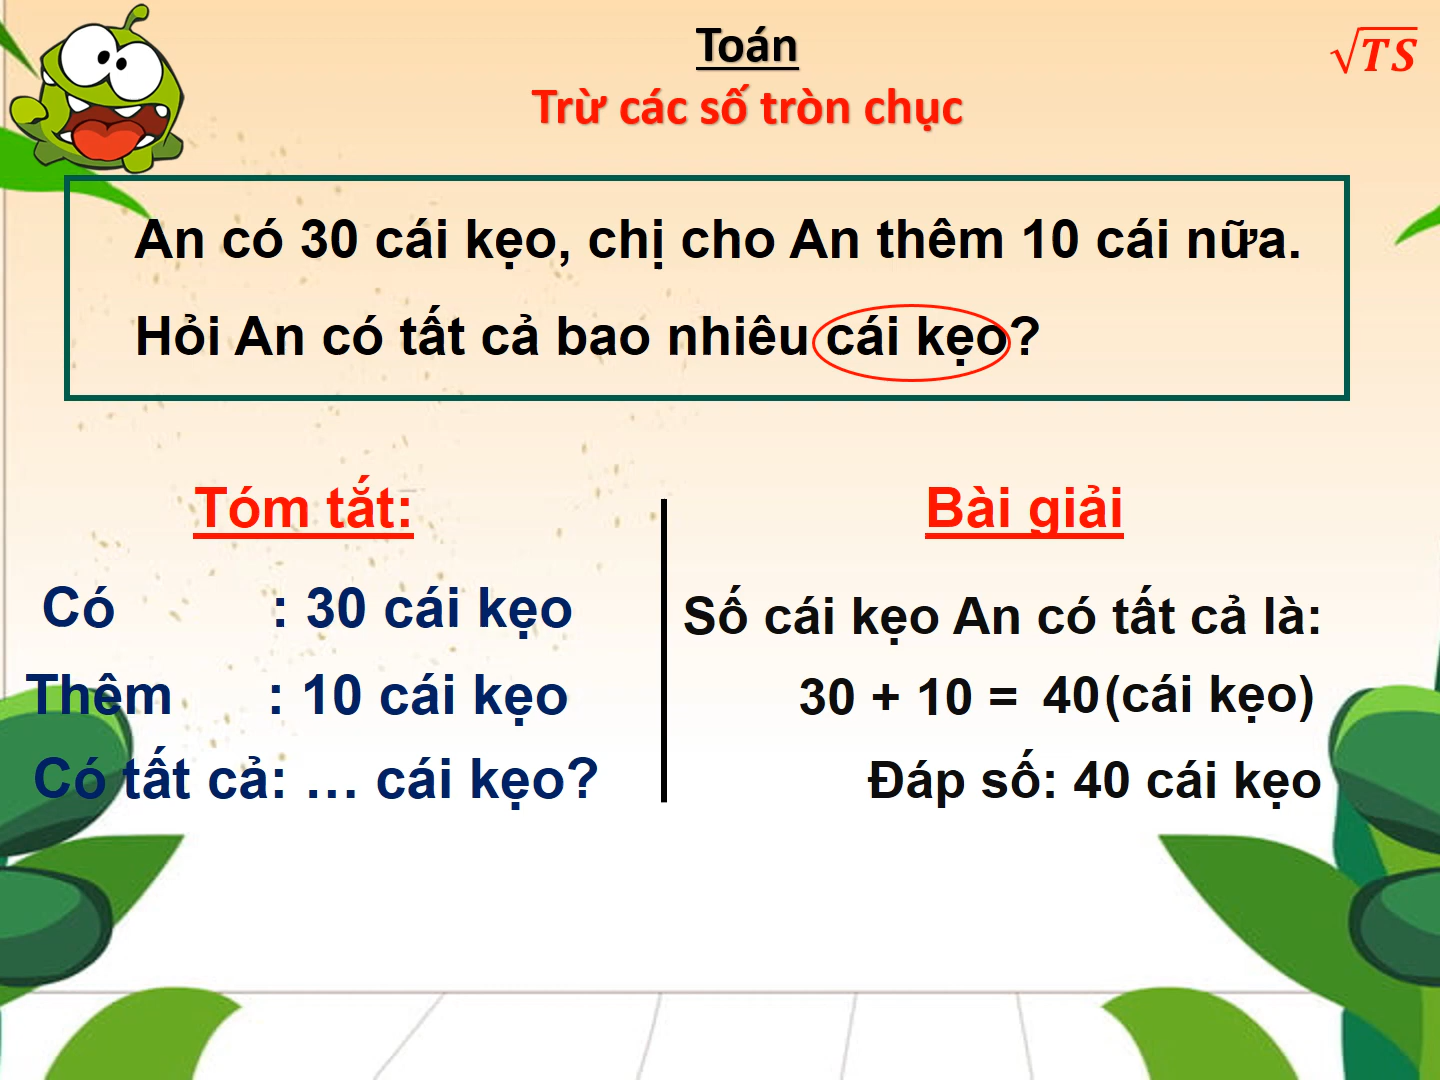 Toán
√TS
Trừ các số tròn chục
An có 30 cái kẹo, chị cho An thêm 10 cái nữa.
Hỏi An có tất cả bao nhiêu cái kẹo?
Tóm tắt:
Có : 30 cái kẹo
Thêm : 10 cái kẹo
Có tất cả: … cái kẹo?
Bài giải
Số cái kẹo An có tất cả là:
30 + 10 = 40 (cái kẹo)
Đáp số: 40 cái kẹo